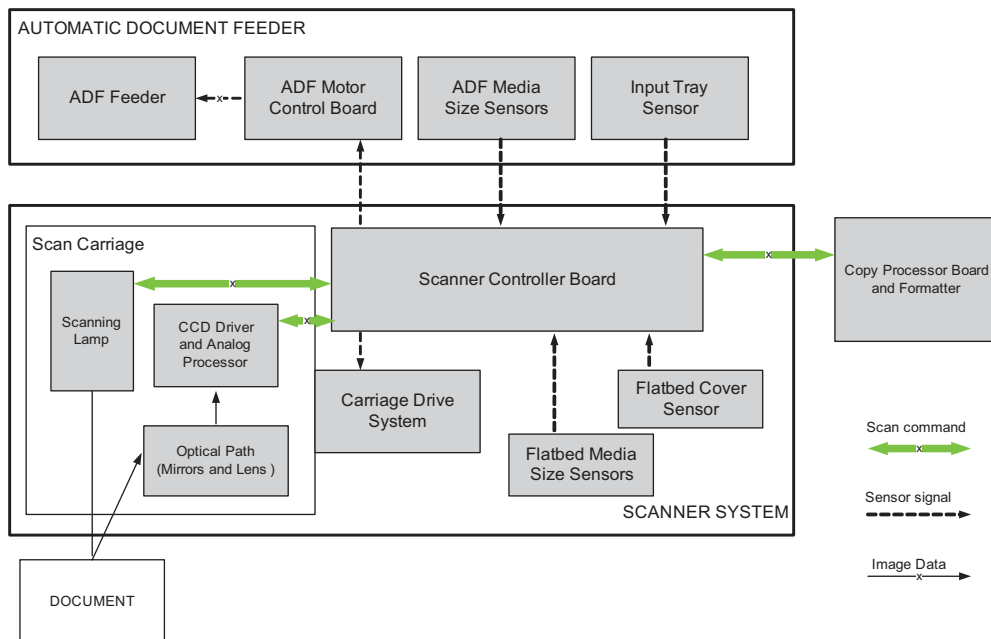 AUTOMATIC DOCUMENT FEEDER
ADF Feeder
ADF Motor
Control Board
ADF Media
Size Sensors
Input Tray
Sensor
x
Scan Carriage
Scanner Controller Board
Copy Processor Board
and Formatter
x
x
x
Scanning
Lamp
CCD Driver
and Analog
Processor
Carriage Drive
System
Flatbed Cover
Sensor
Optical Path
(Mirrors and Lens )
Flatbed Media
Size Sensors
SCANNER SYSTEM
DOCUMENT
Scan command
x
Sensor signal
Image Data
x